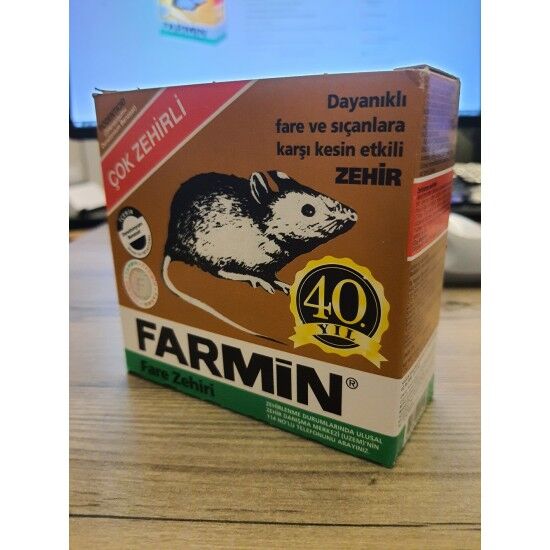 ÇOK ZEHİRLİ
Dayanıklı
fare ve sıçanlara
karşı kesin etkili
ZEHİR
40.
YIL
FARMİN®
Fare Zehiri
ZEHİRLENME DURUMLARINDA ULUSAL
ZEHİR DANIŞMA MERKEZİ (UZEM)'NİN
114 NO'LU TELEFONUNU ARAYINIZ